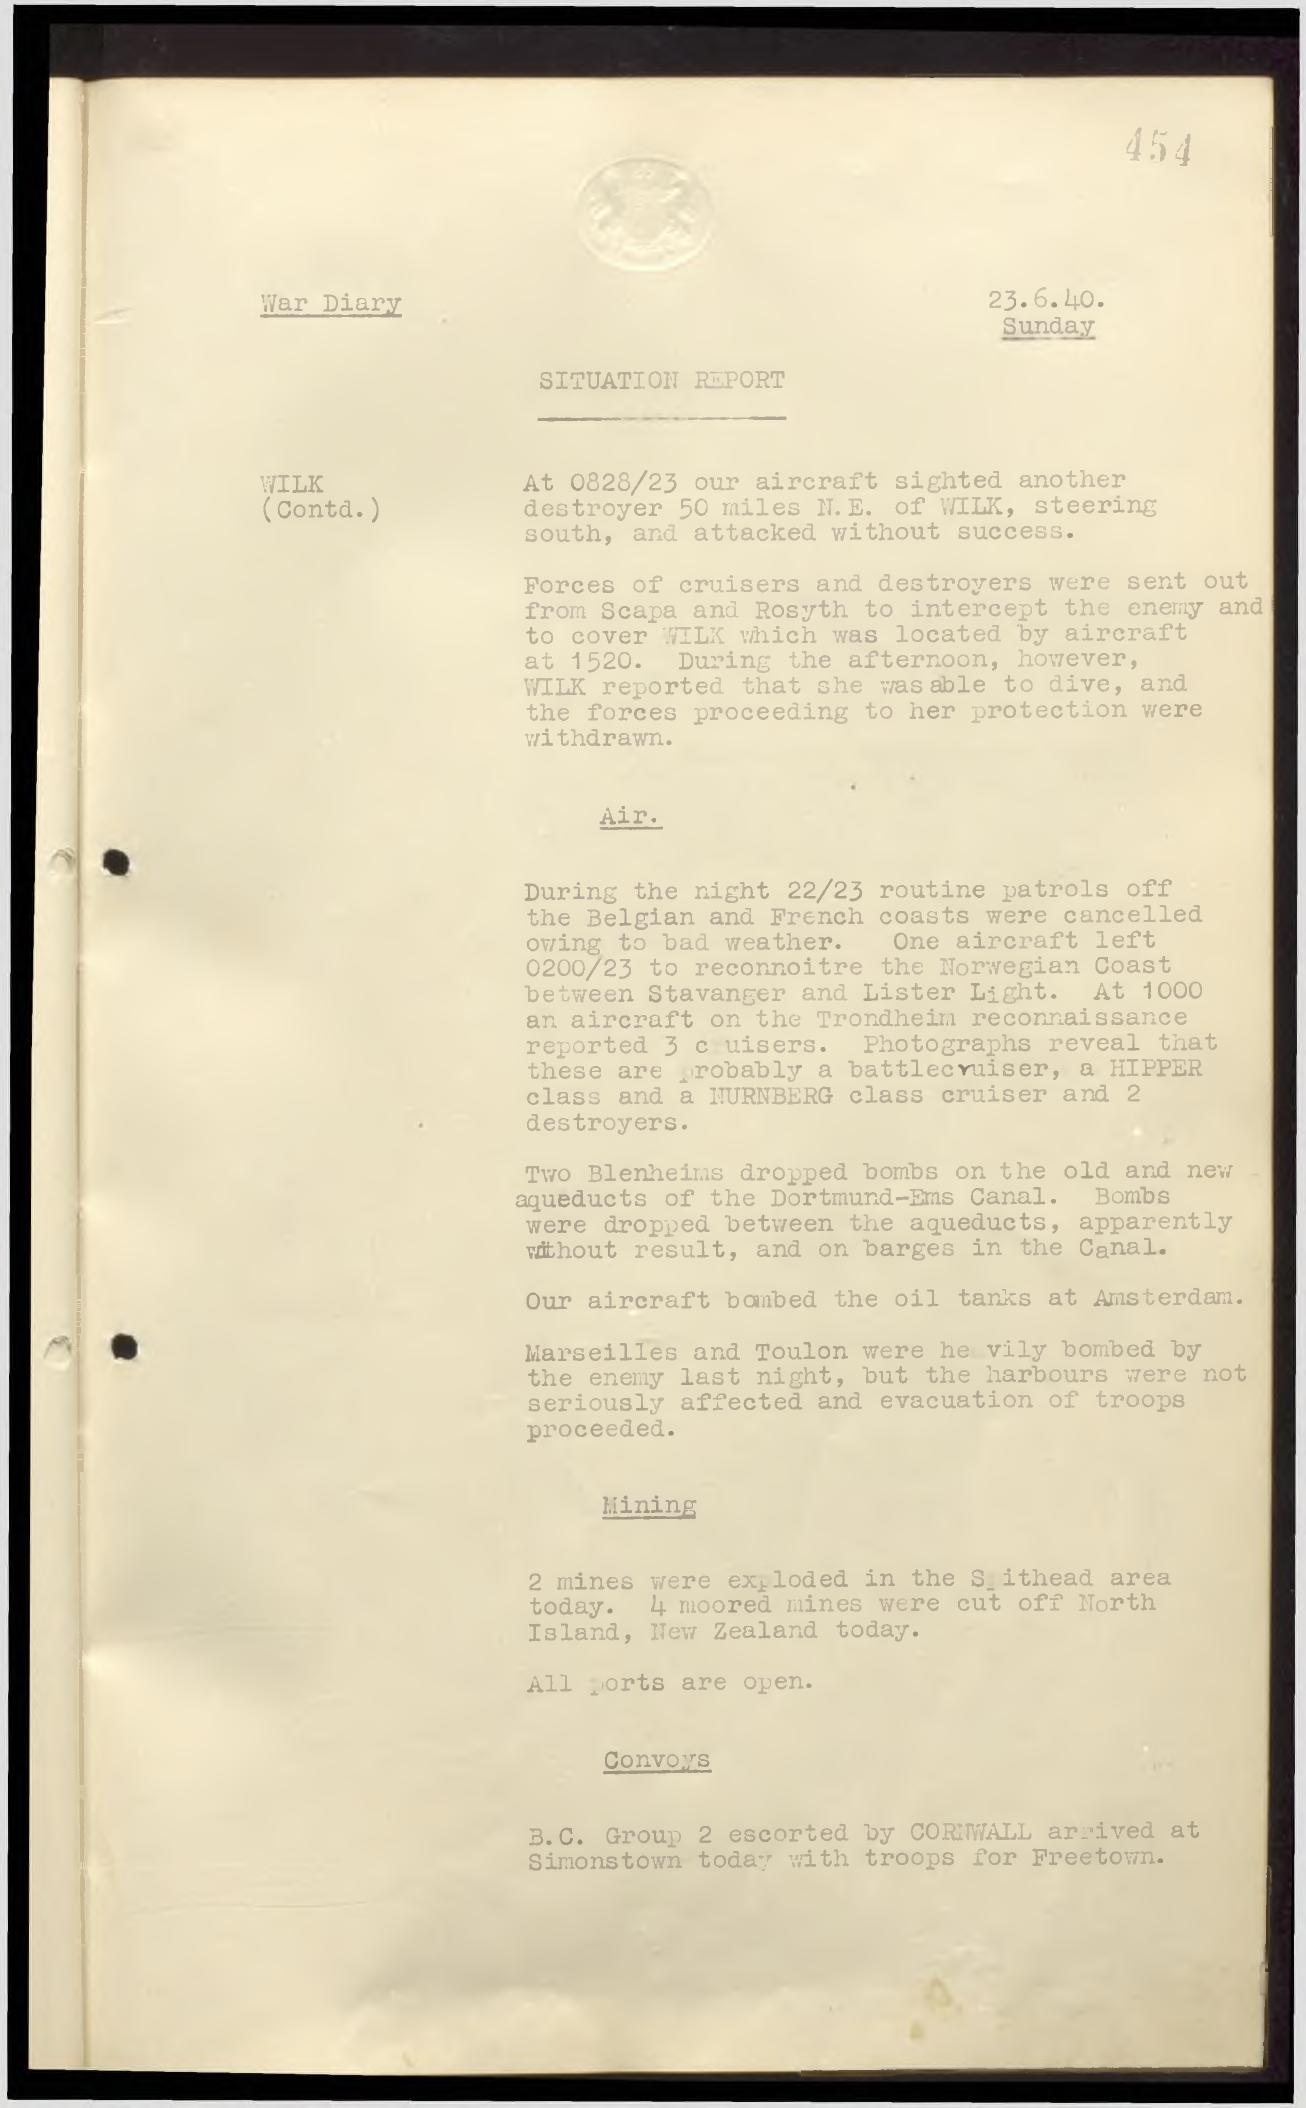 454
War Diary
23.6.40.
Sunday
SITUATION REPORT
WILK
(Contd.)
At 0828/23 our aircraft sighted another
destroyer 50 miles N.E. of WILK, steering
south, and attacked without success.
Forces of cruisers and destroyers were sent out
from Scapa and Rosyth to intercept the enemy and
to cover WILK which was located by aircraft
at 1520. During the afternoon, however,
WILK reported that she was able to dive, and
the forces proceeding to her protection were
withdrawn.
Air.
During the night 22/23 routine patrols off
the Belgian and French coasts were cancelled
owing to bad weather. One aircraft left
0200/23 to reconnoitre the Norwegian Coast
between Stavanger and Lister Light. At 1000
an aircraft on the Trondheim reconnaissance
reported 3 c uisers. Photographs reveal that
these are probably a battlecruiser, a HIPPER
class and a NURNBERG class cruiser and 2
destroyers.
Two Blenheims dropped bombs on the old and new
aqueducts of the Dortmund-Ems Canal. Bombs
were dropped between the aqueducts, apparently
without result, and on barges in the Canal.
Our aircraft bombed the oil tanks at Amsterdam.
Marseilles and Toulon were he vily bombed by
the enemy last night, but the harbours were not
seriously affected and evacuation of troops
proceeded.
Mining
2 mines were exploded in the S ithead area
today. 4 moored mines were cut off North
Island, New Zealand today.
All ports are open.
Convoys
B.C. Group 2 escorted by CORNWALL arrived at
Simonstown today with troops for Freetown.